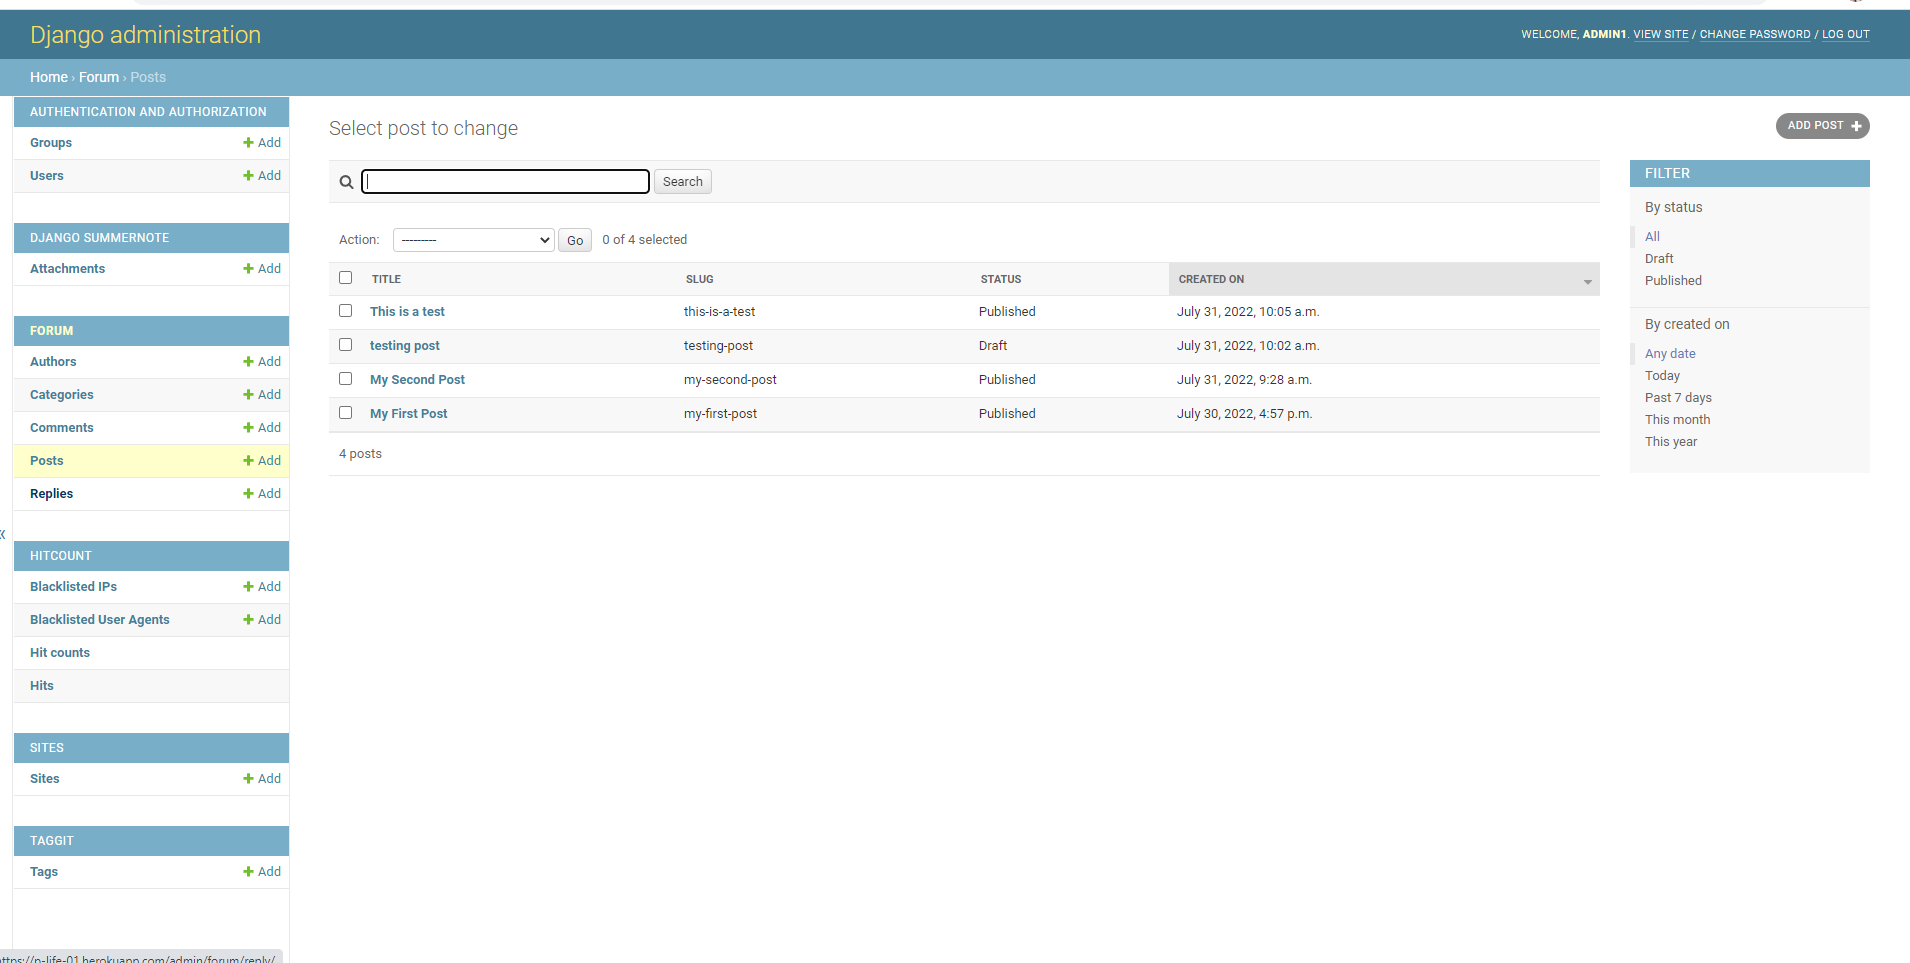 Django administration
WELCOME, ADMIN1. VIEW SITE / CHANGE PASSWORD / LOG OUT
Home › Forum › Posts
AUTHENTICATION AND AUTHORIZATION
Groups Add
Users Add
DJANGO SUMMERNOTE
Attachments Add
FORUM
Authors Add
Categories Add
Comments Add
Posts Add
Replies Add
«
HITCOUNT
Blacklisted IPs Add
Blacklisted User Agents Add
Hit counts
Hits
SITES
Sites Add
TAGGIT
Tags Add
Select post to change
ADD POST
Search
Action: --------- Go 0 of 4 selected
TITLE SLUG STATUS CREATED ON
This is a test this-is-a-test Published July 31, 2022, 10:05 a.m.
testing post testing-post Draft July 31, 2022, 10:02 a.m.
My Second Post my-second-post Published July 31, 2022, 9:28 a.m.
My First Post my-first-post Published July 30, 2022, 4:57 p.m.
4 posts
FILTER
By status
All
Draft
Published
By created on
Any date
Today
Past 7 days
This month
This year
https://p-life-01.herokuapp.com/admin/forum/reply/